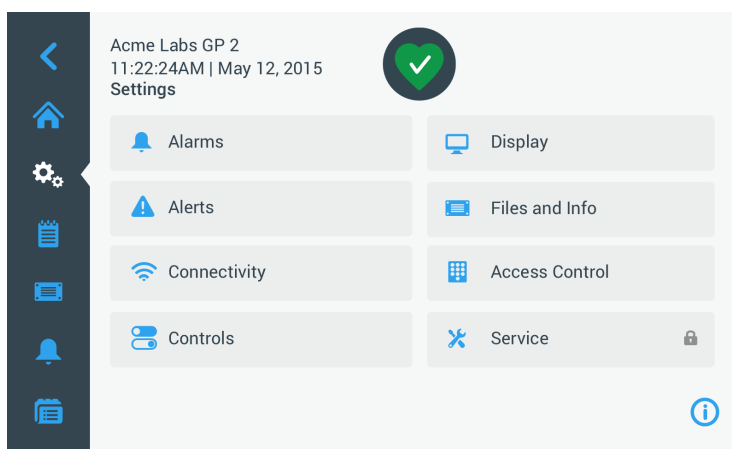 Acme Labs GP 2
11:22:24AM | May 12, 2015
Settings
Alarms
Display
Alerts
Files and Info
Connectivity
Access Control
Controls
Service